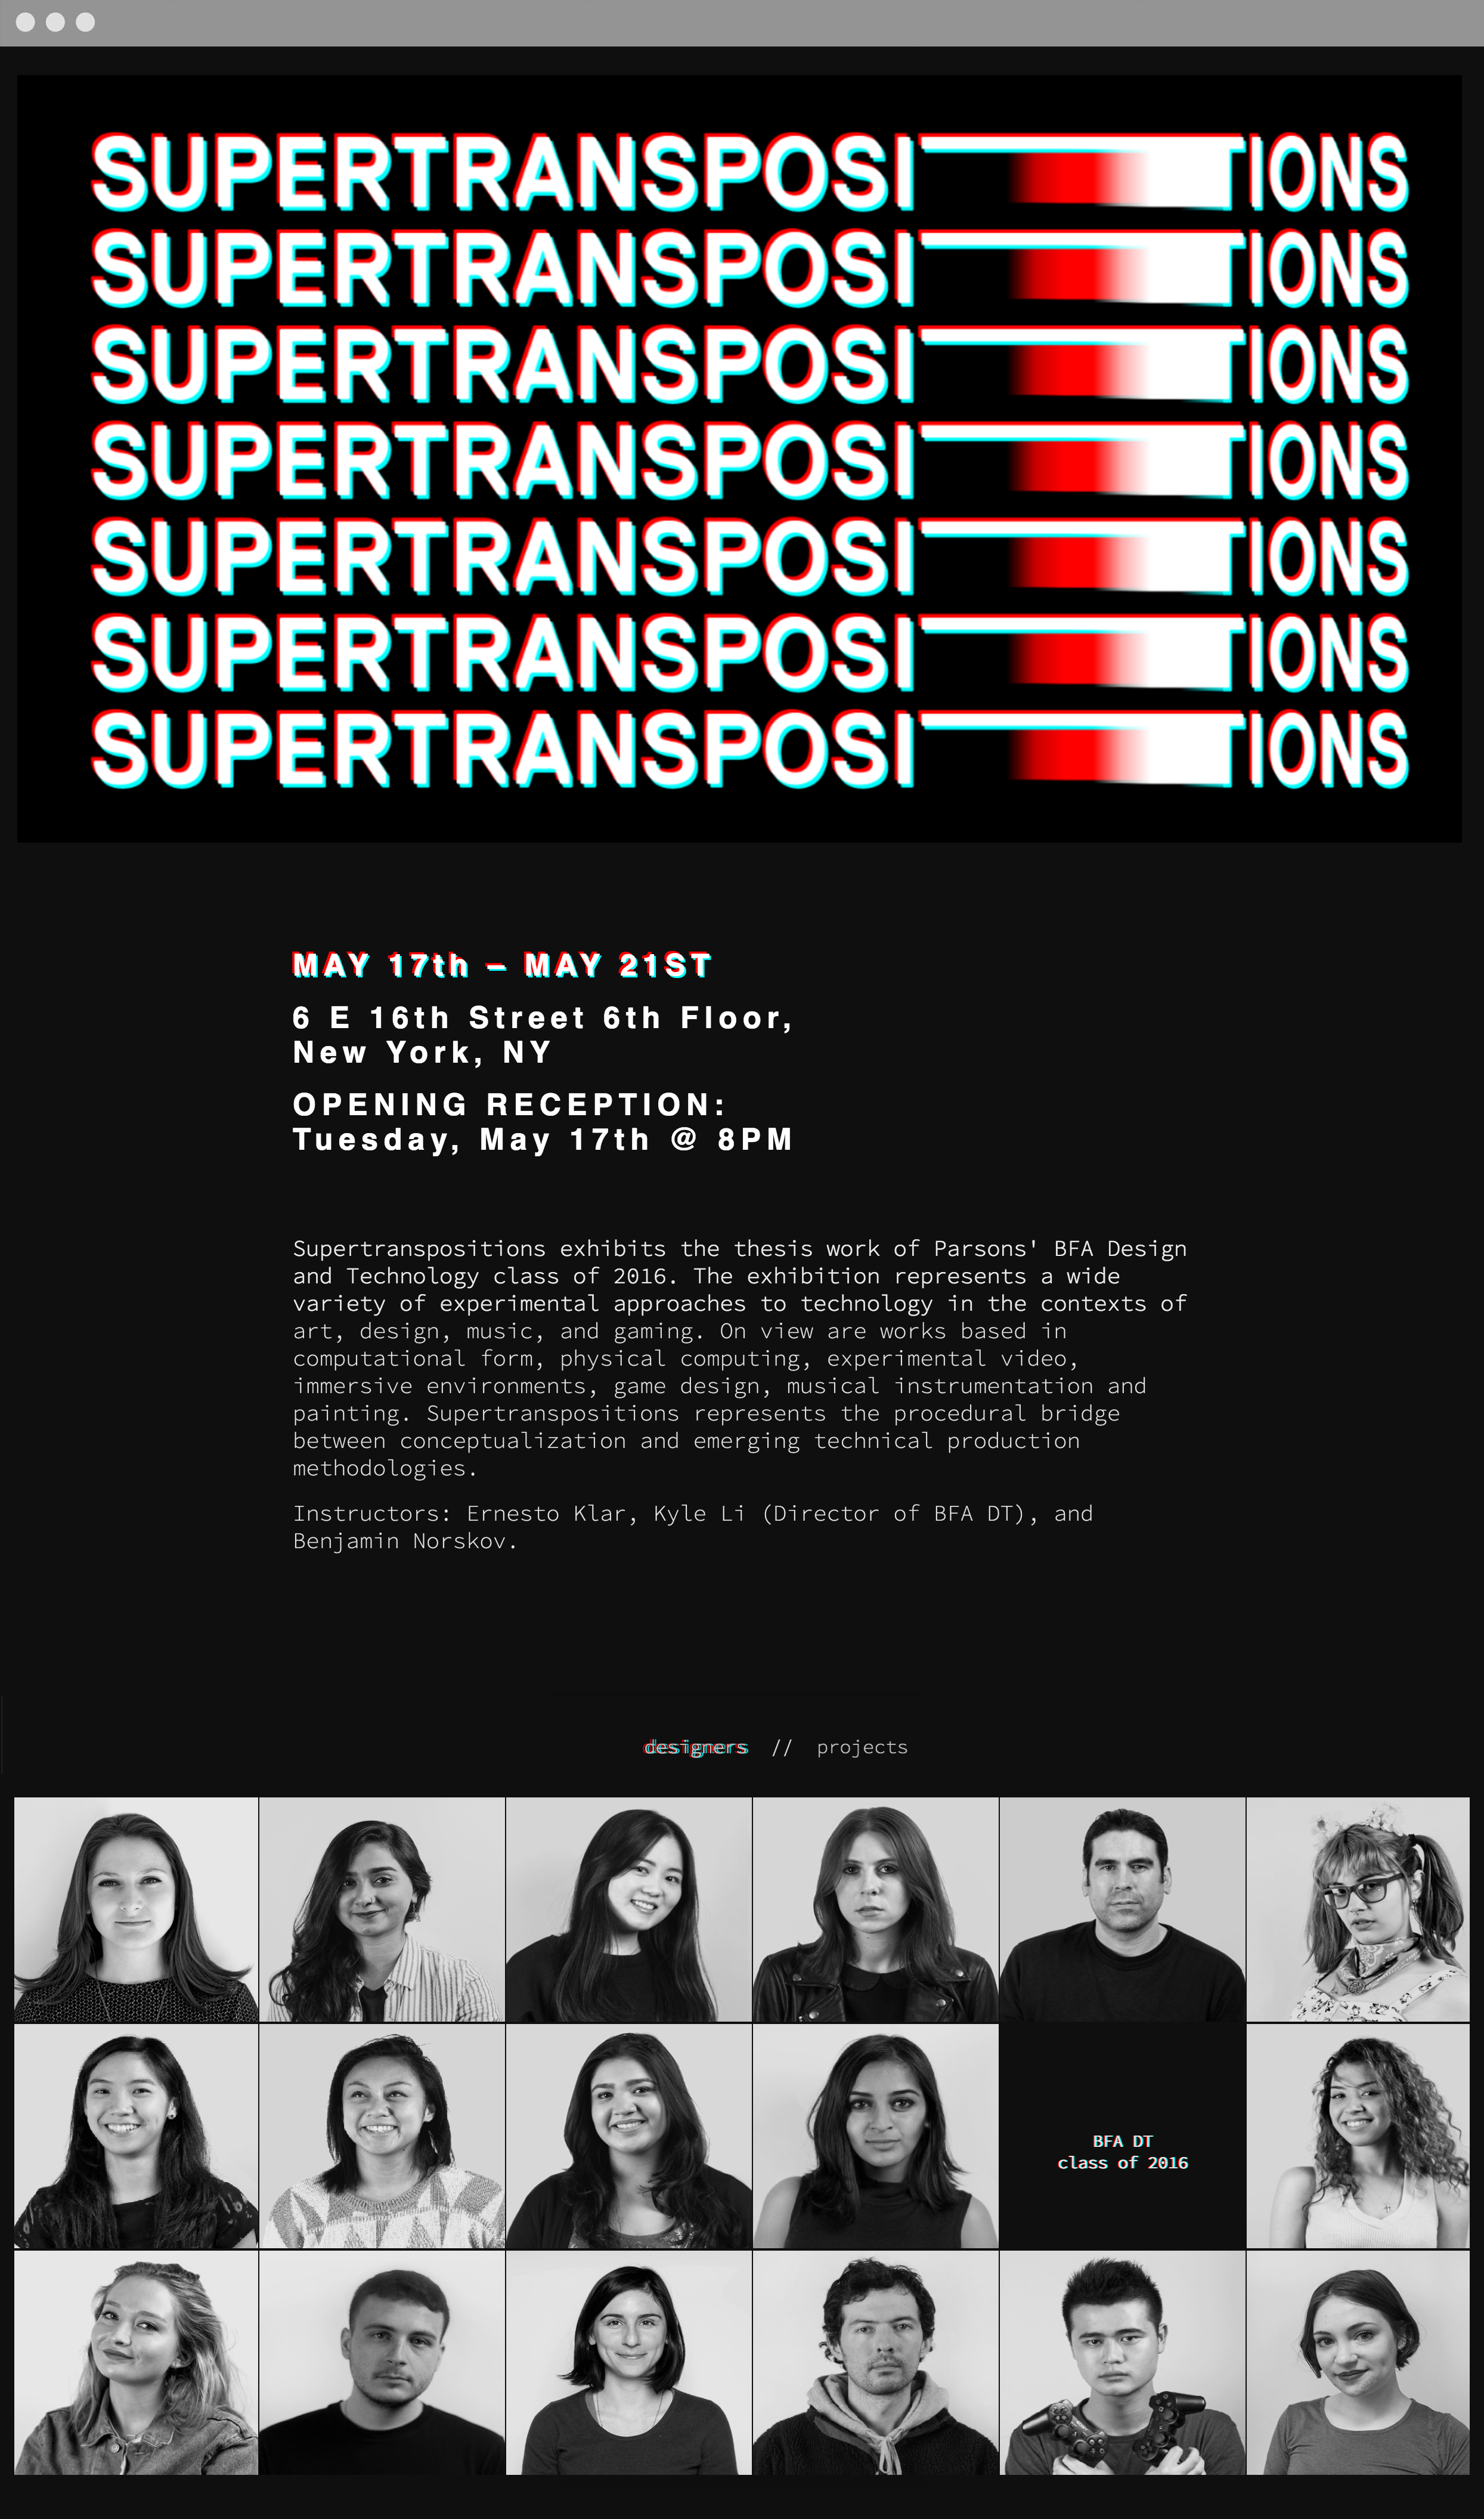 SUPERTRANSPOSITIONS
SUPERTRANSPOSITIONS
SUPERTRANSPOSITIONS
SUPERTRANSPOSITIONS
SUPERTRANSPOSITIONS
SUPERTRANSPOSITIONS
SUPERTRANSPOSITIONS
MAY 17th – MAY 21ST
6 E 16th Street 6th Floor,
New York, NY
OPENING RECEPTION:
Tuesday, May 17th @ 8PM
Supertranspositions exhibits the thesis work of Parsons' BFA Design
and Technology class of 2016. The exhibition represents a wide
variety of experimental approaches to technology in the contexts of
art, design, music, and gaming. On view are works based in
computational form, physical computing, experimental video,
immersive environments, game design, musical instrumentation and
painting. Supertranspositions represents the procedural bridge
between conceptualization and emerging technical production
methodologies.
Instructors: Ernesto Klar, Kyle Li (Director of BFA DT), and
Benjamin Norskov.
designers // projects
BFA DT
class of 2016